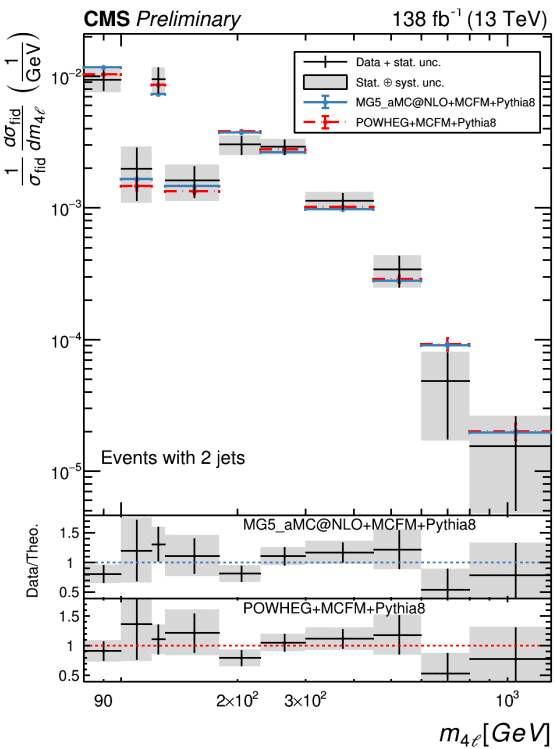 CMS Preliminary 138 fb⁻¹ (13 TeV)
1/σ_fid dσ_fid/dm_4ℓ (1/GeV)
Data + stat. unc.
Stat. ⊕ syst. unc.
MG5_aMC@NLO+MCFM+Pythia8
POWHEG+MCFM+Pythia8
10⁻²
10⁻³
10⁻⁴
10⁻⁵
Events with 2 jets
Data/Theo.
MG5_aMC@NLO+MCFM+Pythia8
1.5
1
0.5
POWHEG+MCFM+Pythia8
1.5
1
0.5
90 2×10² 3×10² 10³
m_4ℓ [GeV]